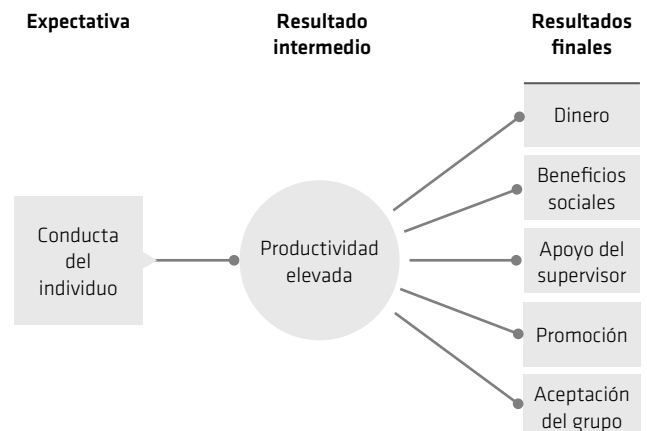 Expectativa
Resultado
intermedio
Resultados
finales
Conducta
del
individuo
Productividad
elevada
Dinero
Beneficios
sociales
Apoyo del
supervisor
Promoción
Aceptación
del grupo